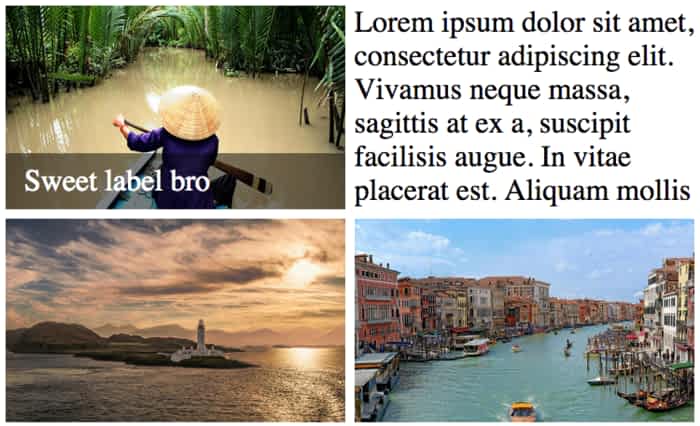 Sweet label bro
Lorem ipsum dolor sit amet,
consectetur adipiscing elit.
Vivamus neque massa,
sagittis at ex a, suscipit
facilisis augue. In vitae
placerat est. Aliquam mollis